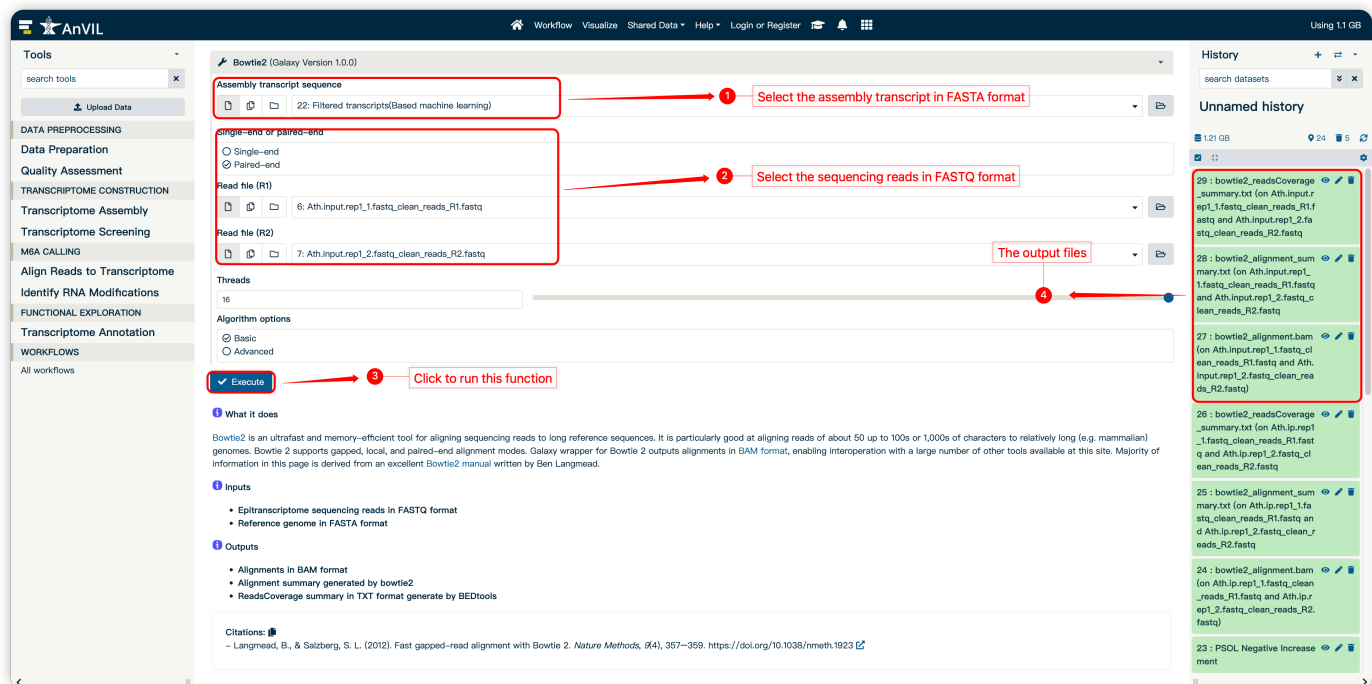 AnVIL
Workflow Visualize Shared Data Help Login or Register
Using 1.1 GB
Tools
search tools
Upload Data
DATA PREPROCESSING
Data Preparation
Quality Assessment
TRANSCRIPTOME CONSTRUCTION
Transcriptome Assembly
Transcriptome Screening
M6A CALLING
Align Reads to Transcriptome
Identify RNA Modifications
FUNCTIONAL EXPLORATION
Transcriptome Annotation
WORKFLOWS
All workflows
Bowtie2 (Galaxy Version 1.0.0)
Assembly transcript sequence
22: Filtered transcripts(Based machine learning)
1
Select the assembly transcript in FASTA format
Single-end or paired-end
Single-end
Paired-end
2
Select the sequencing reads in FASTQ format
Read file (R1)
6: Ath.input.rep1_1.fastq_clean_reads_R1.fastq
Read file (R2)
7: Ath.input.rep1_2.fastq_clean_reads_R2.fastq
The output files
4
Threads
16
Algorithm options
Basic
Advanced
Execute
3
Click to run this function
What it does
Bowtie2 is an ultrafast and memory-efficient tool for aligning sequencing reads to long reference sequences. It is particularly good at aligning reads of about 50 up to 100s or 1,000s of characters to relatively long (e.g. mammalian)
genomes. Bowtie 2 supports gapped, local, and paired-end alignment modes. Galaxy wrapper for Bowtie 2 outputs alignments in BAM format, enabling interoperation with a large number of other tools available at this site. Majority of
information in this page is derived from an excellent Bowtie2 manual written by Ben Langmead.
Inputs
• Epitranscriptome sequencing reads in FASTQ format
• Reference genome in FASTA format
Outputs
• Alignments in BAM format
• Alignment summary generated by bowtie2
• ReadsCoverage summary in TXT format generate by BEDtools
Citations:
– Langmead, B., & Salzberg, S. L. (2012). Fast gapped-read alignment with Bowtie 2. Nature Methods, 9(4), 357–359. https://doi.org/10.1038/nmeth.1923
History
search datasets
Unnamed history
1.21 GB
24
5
29 : bowtie2_readsCoverage
_summary.txt (on Ath.input.r
ep1_1.fastq_clean_reads_R1.f
astq and Ath.input.rep1_2.fa
stq_clean_reads_R2.fastq
28 : bowtie2_alignment_sum
mary.txt (on Ath.input.rep1_
1.fastq_clean_reads_R1.fastq
and Ath.input.rep1_2.fastq_c
lean_reads_R2.fastq
27 : bowtie2_alignment.bam
(on Ath.input.rep1_1.fastq_cl
ean_reads_R1.fastq and Ath.
input.rep1_2.fastq_clean_rea
ds_R2.fastq)
26 : bowtie2_readsCoverage
_summary.txt (on Ath.ip.rep1
_1.fastq_clean_reads_R1.fast
q and Ath.ip.rep1_2.fastq_cl
ean_reads_R2.fastq
25 : bowtie2_alignment_sum
mary.txt (on Ath.ip.rep1_1.fa
stq_clean_reads_R1.fastq an
d Ath.ip.rep1_2.fastq_clean_r
eads_R2.fastq
24 : bowtie2_alignment.bam
(on Ath.ip.rep1_1.fastq_clean
_reads_R1.fastq and Ath.ip.r
ep1_2.fastq_clean_reads_R2.
fastq)
23 : PSOL Negative Increase
ment